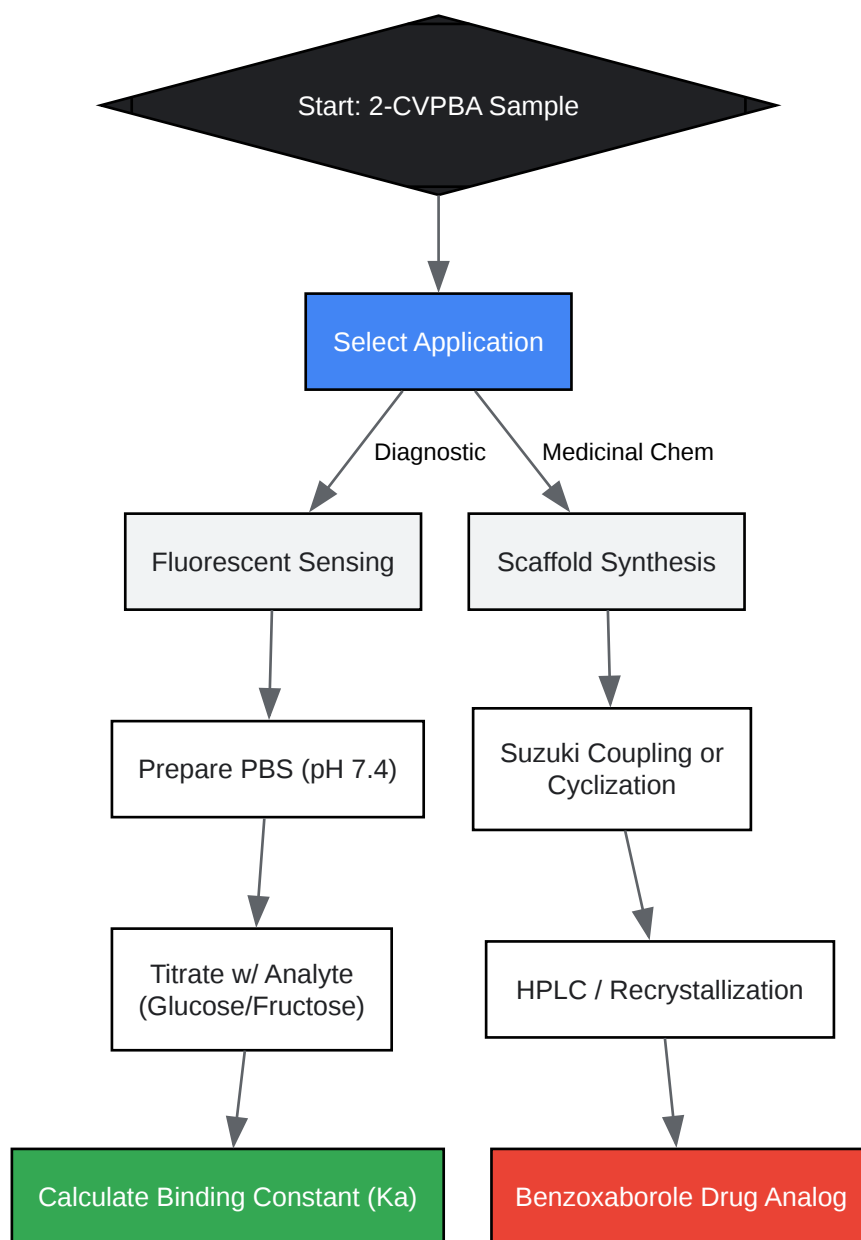 Start: 2-CVPBA Sample
Select Application
Diagnostic
Medicinal Chem
Fluorescent Sensing
Scaffold Synthesis
Prepare PBS (pH 7.4)
Suzuki Coupling or
Cyclization
Titrate w/ Analyte
(Glucose/Fructose)
HPLC / Recrystallization
Calculate Binding Constant (Ka)
Benzoxaborole Drug Analog